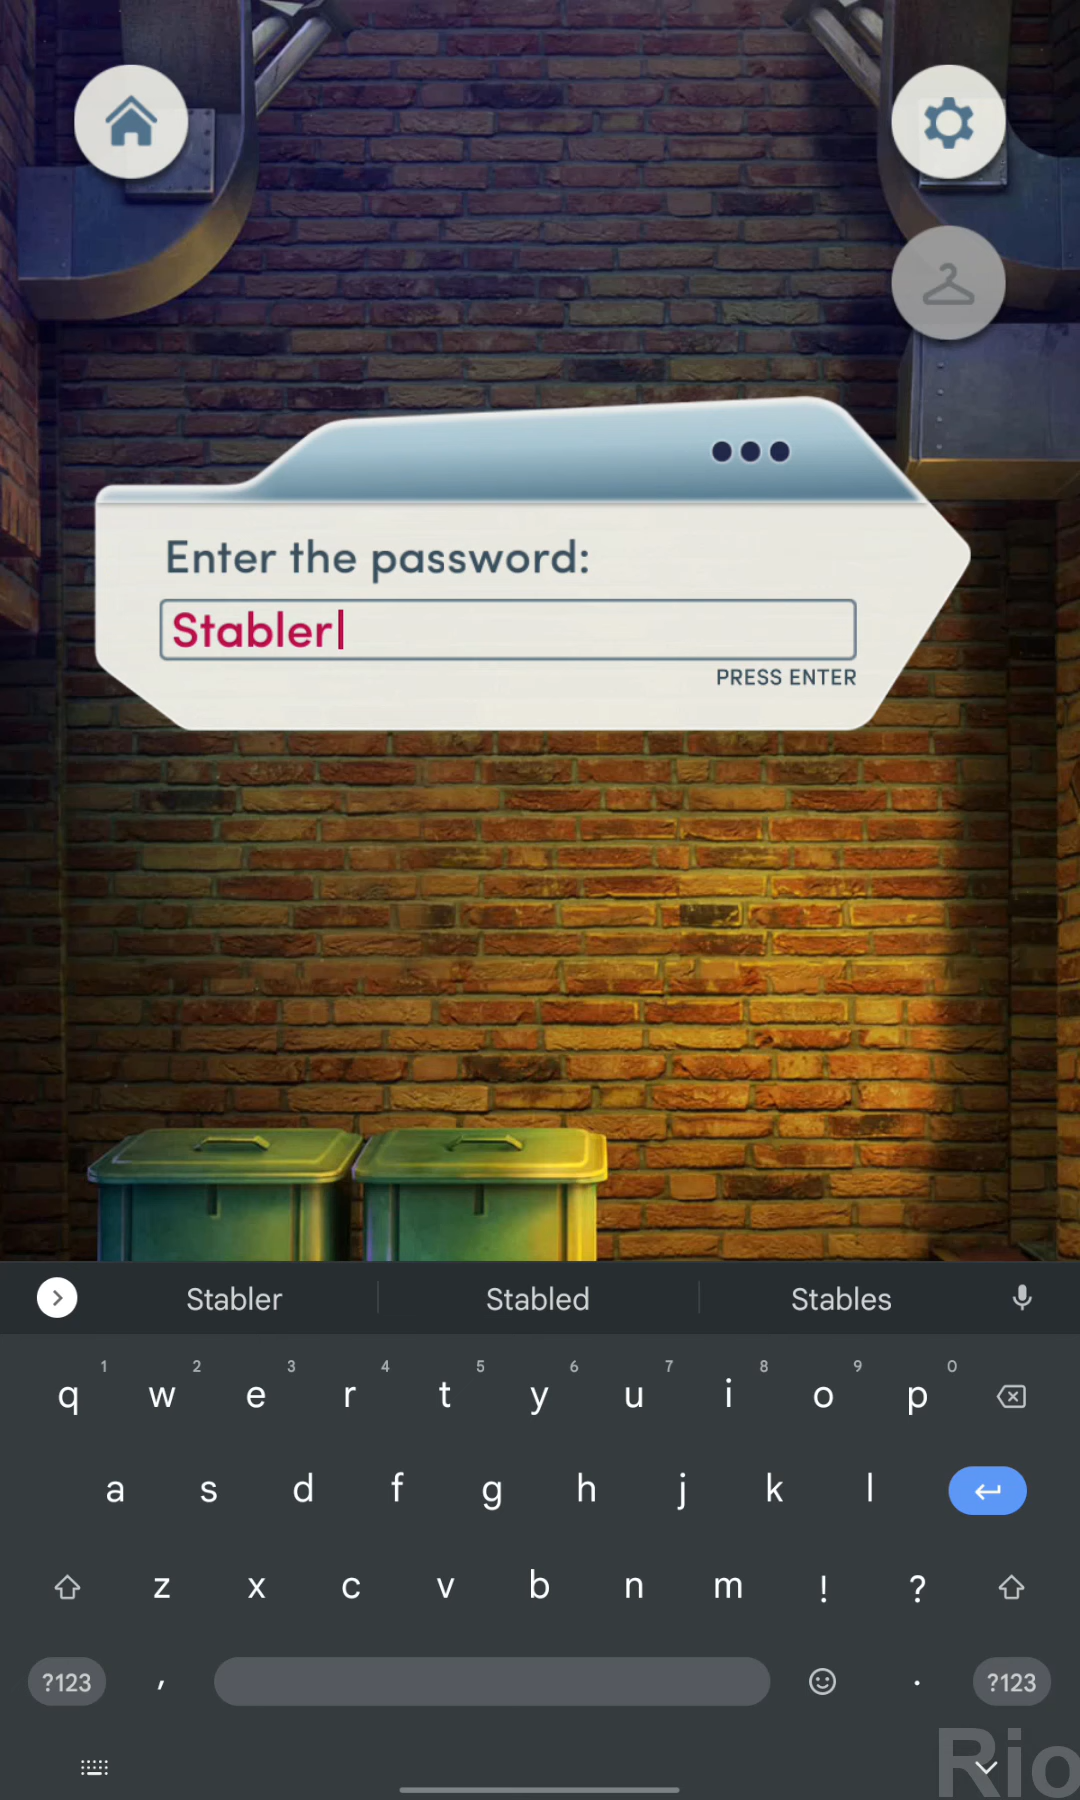 Enter the password:
Stabler
PRESS ENTER
Stabler Stabled Stables
1 2 3 4 5 6 7 8 9 0
q w e r t y u i o p
a s d f g h j k l
z x c v b n m ! ?
?123 , . ?123
Rio